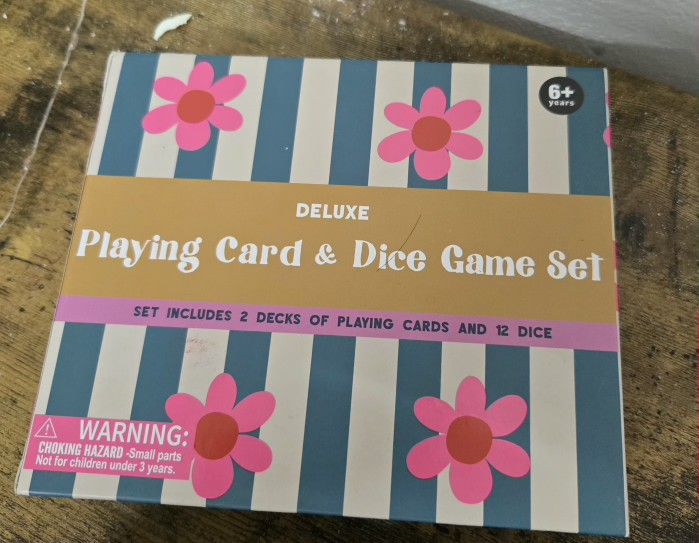 6+
years
DELUXE
Playing Card & Dice Game Set
SET INCLUDES 2 DECKS OF PLAYING CARDS AND 12 DICE
WARNING:
CHOKING HAZARD -Small parts
Not for children under 3 years.